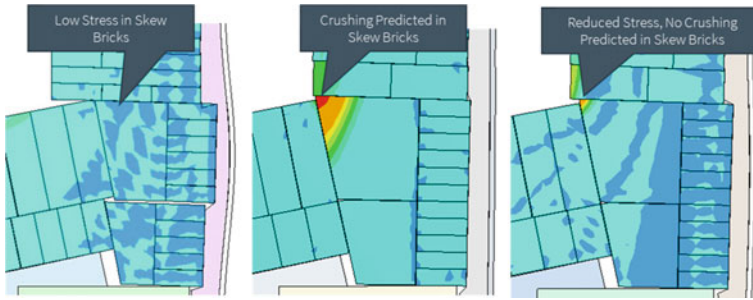 Low Stress in Skew
Bricks
Crushing Predicted in
Skew Bricks
Reduced Stress, No Crushing
Predicted in Skew Bricks